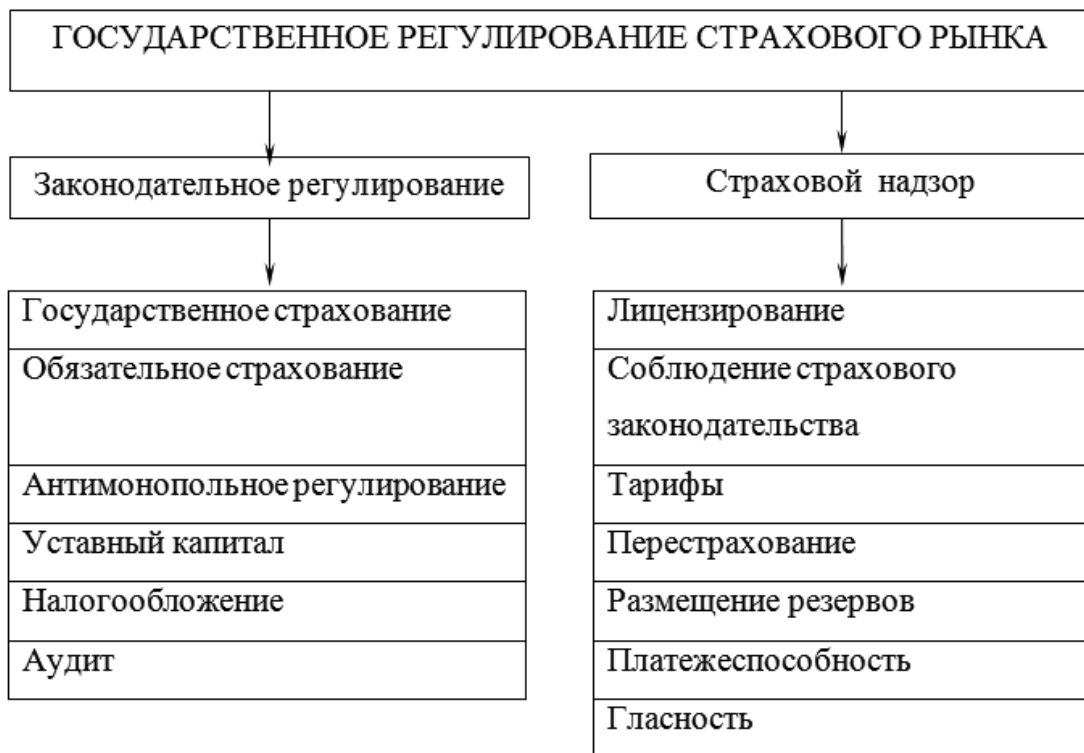 ГОСУДАРСТВЕННОЕ РЕГУЛИРОВАНИЕ СТРАХОВОГО РЫНКА
Законодательное регулирование
Государственное страхование
Обязательное страхование
Антимонопольное регулирование
Уставный капитал
Налогообложение
Аудит
Страховой надзор
Лицензирование
Соблюдение страхового
законодательства
Тарифы
Перестрахование
Размещение резервов
Платежеспособность
Гласность